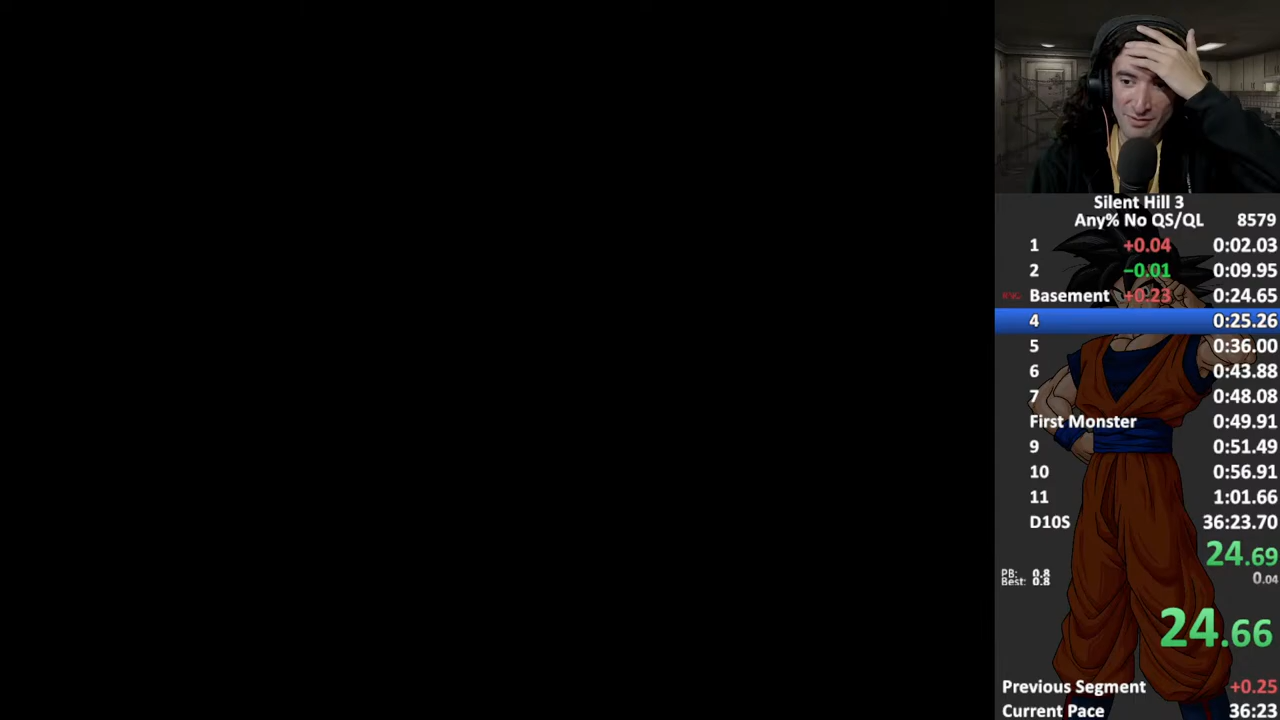 Silent Hill 3
Any% No QS/QL 8579
1 +0.04 0:02.03
2 −0.01 0:09.95
Basement +0.23 0:24.65
4 0:25.26
5 0:36.00
6 0:43.88
7 0:48.08
First Monster 0:49.91
9 0:51.49
10 0:56.91
11 1:01.66
D10S 36:23.70
24.69
PB: 0.8 0.04
Best: 0.8
24.66
Previous Segment +0.25
Current Pace 36:23